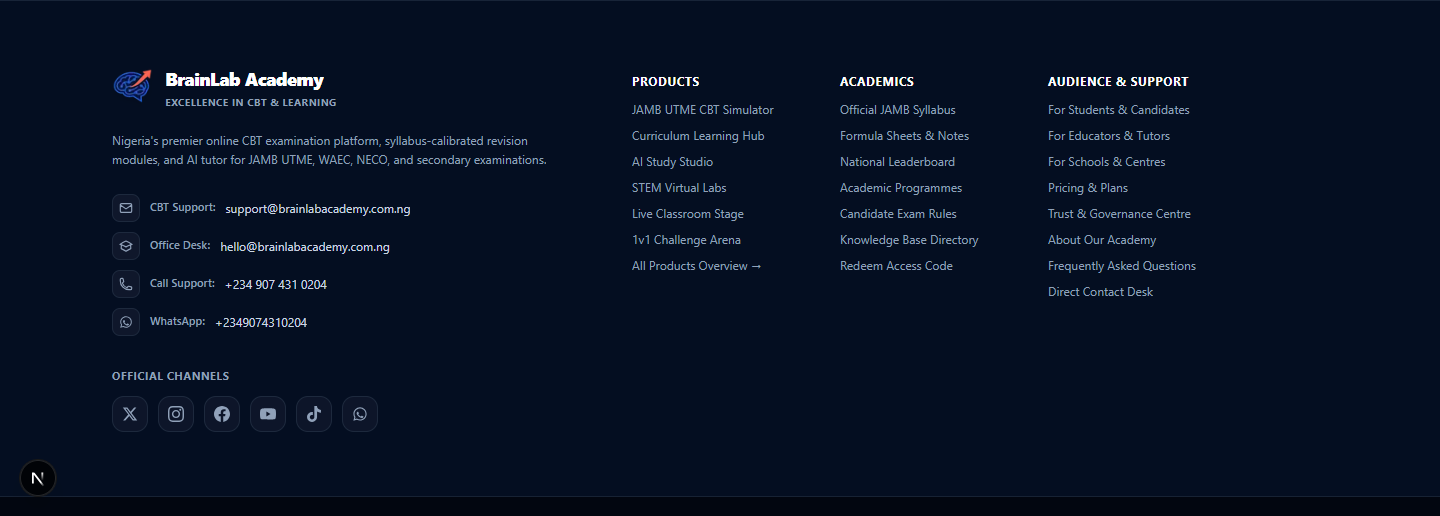 BrainLab Academy
EXCELLENCE IN CBT & LEARNING
Nigeria's premier online CBT examination platform, syllabus-calibrated revision
modules, and AI tutor for JAMB UTME, WAEC, NECO, and secondary examinations.
CBT Support: support@brainlabacademy.com.ng
Office Desk: hello@brainlabacademy.com.ng
Call Support: +234 907 431 0204
WhatsApp: +2349074310204
OFFICIAL CHANNELS
PRODUCTS
JAMB UTME CBT Simulator
Curriculum Learning Hub
AI Study Studio
STEM Virtual Labs
Live Classroom Stage
1v1 Challenge Arena
All Products Overview →
ACADEMICS
Official JAMB Syllabus
Formula Sheets & Notes
National Leaderboard
Academic Programmes
Candidate Exam Rules
Knowledge Base Directory
Redeem Access Code
AUDIENCE & SUPPORT
For Students & Candidates
For Educators & Tutors
For Schools & Centres
Pricing & Plans
Trust & Governance Centre
About Our Academy
Frequently Asked Questions
Direct Contact Desk
N